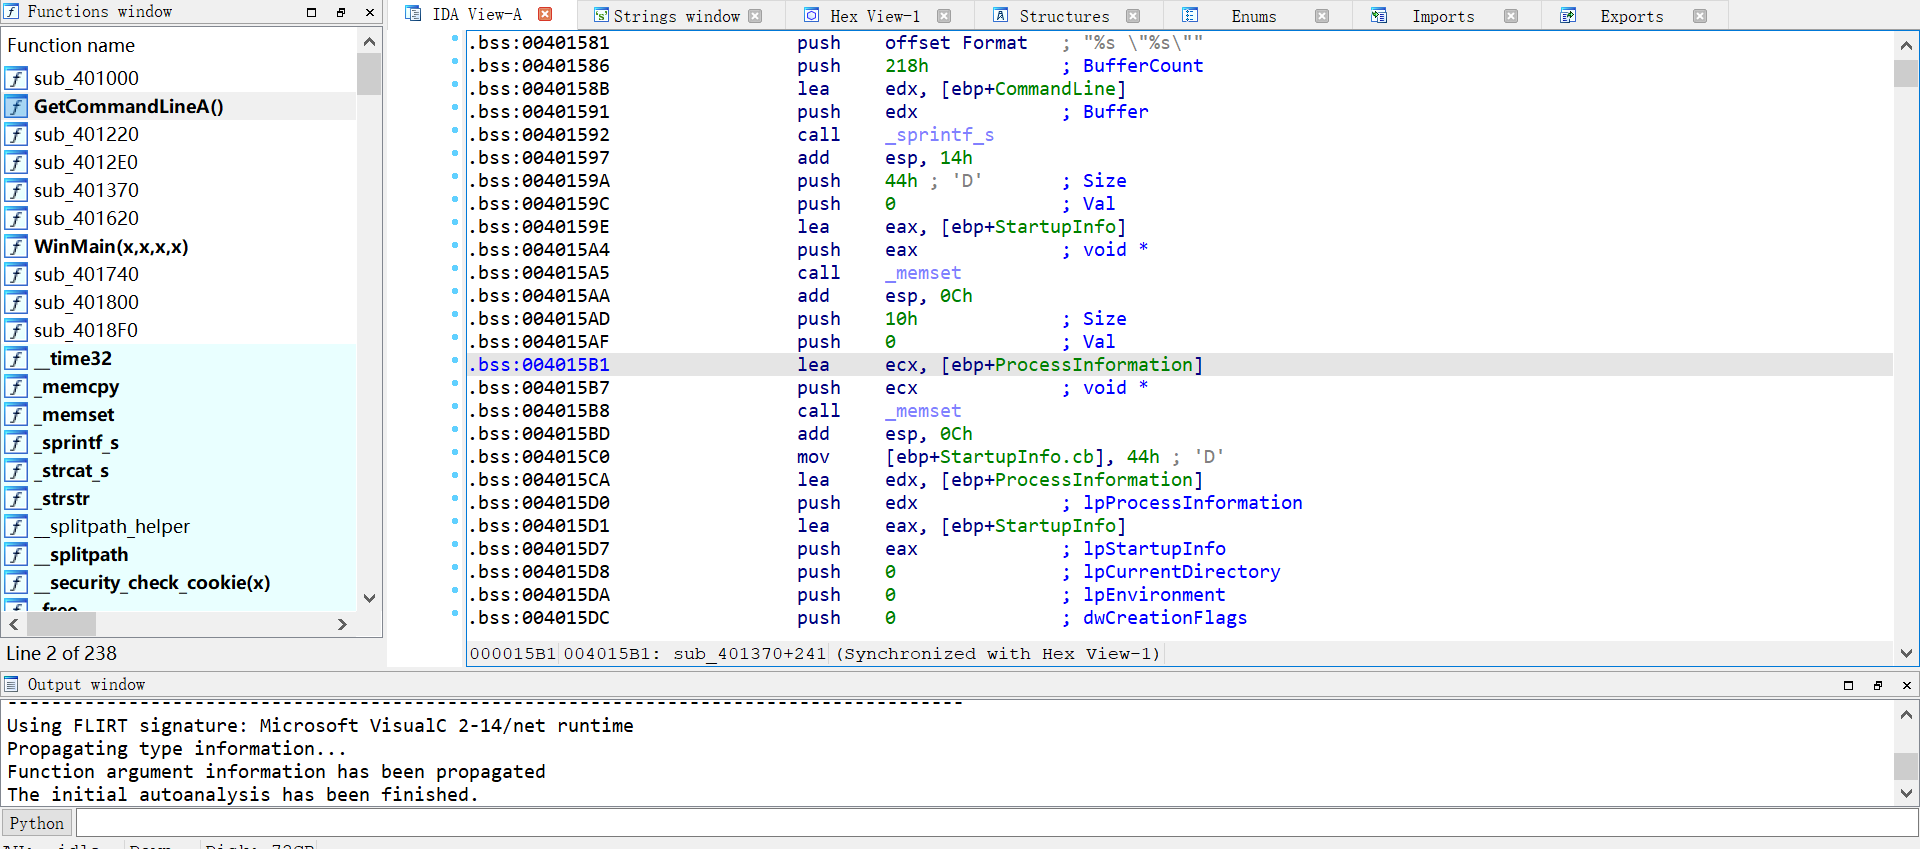 Functions window
Function name
sub_401000
GetCommandLineA()
sub_401220
sub_4012E0
sub_401370
sub_401620
WinMain(x,x,x,x)
sub_401740
sub_401800
sub_4018F0
__time32
_memcpy
_memset
_sprintf_s
_strcat_s
_strstr
__splitpath_helper
__splitpath
__security_check_cookie(x)
_free
Line 2 of 238
IDA View-A Strings window Hex View-1 Structures Enums Imports Exports
.bss:00401581 push offset Format ; "%s \"%s\""
.bss:00401586 push 218h ; BufferCount
.bss:0040158B lea edx, [ebp+CommandLine]
.bss:00401591 push edx ; Buffer
.bss:00401592 call _sprintf_s
.bss:00401597 add esp, 14h
.bss:0040159A push 44h ; 'D' ; Size
.bss:0040159C push 0 ; Val
.bss:0040159E lea eax, [ebp+StartupInfo]
.bss:004015A4 push eax ; void *
.bss:004015A5 call _memset
.bss:004015AA add esp, 0Ch
.bss:004015AD push 10h ; Size
.bss:004015AF push 0 ; Val
.bss:004015B1 lea ecx, [ebp+ProcessInformation]
.bss:004015B7 push ecx ; void *
.bss:004015B8 call _memset
.bss:004015BD add esp, 0Ch
.bss:004015C0 mov [ebp+StartupInfo.cb], 44h ; 'D'
.bss:004015CA lea edx, [ebp+ProcessInformation]
.bss:004015D0 push edx ; lpProcessInformation
.bss:004015D1 lea eax, [ebp+StartupInfo]
.bss:004015D7 push eax ; lpStartupInfo
.bss:004015D8 push 0 ; lpCurrentDirectory
.bss:004015DA push 0 ; lpEnvironment
.bss:004015DC push 0 ; dwCreationFlags
000015B1 004015B1: sub_401370+241 (Synchronized with Hex View-1)
Output window
Using FLIRT signature: Microsoft VisualC 2-14/net runtime
Propagating type information...
Function argument information has been propagated
The initial autoanalysis has been finished.
Python